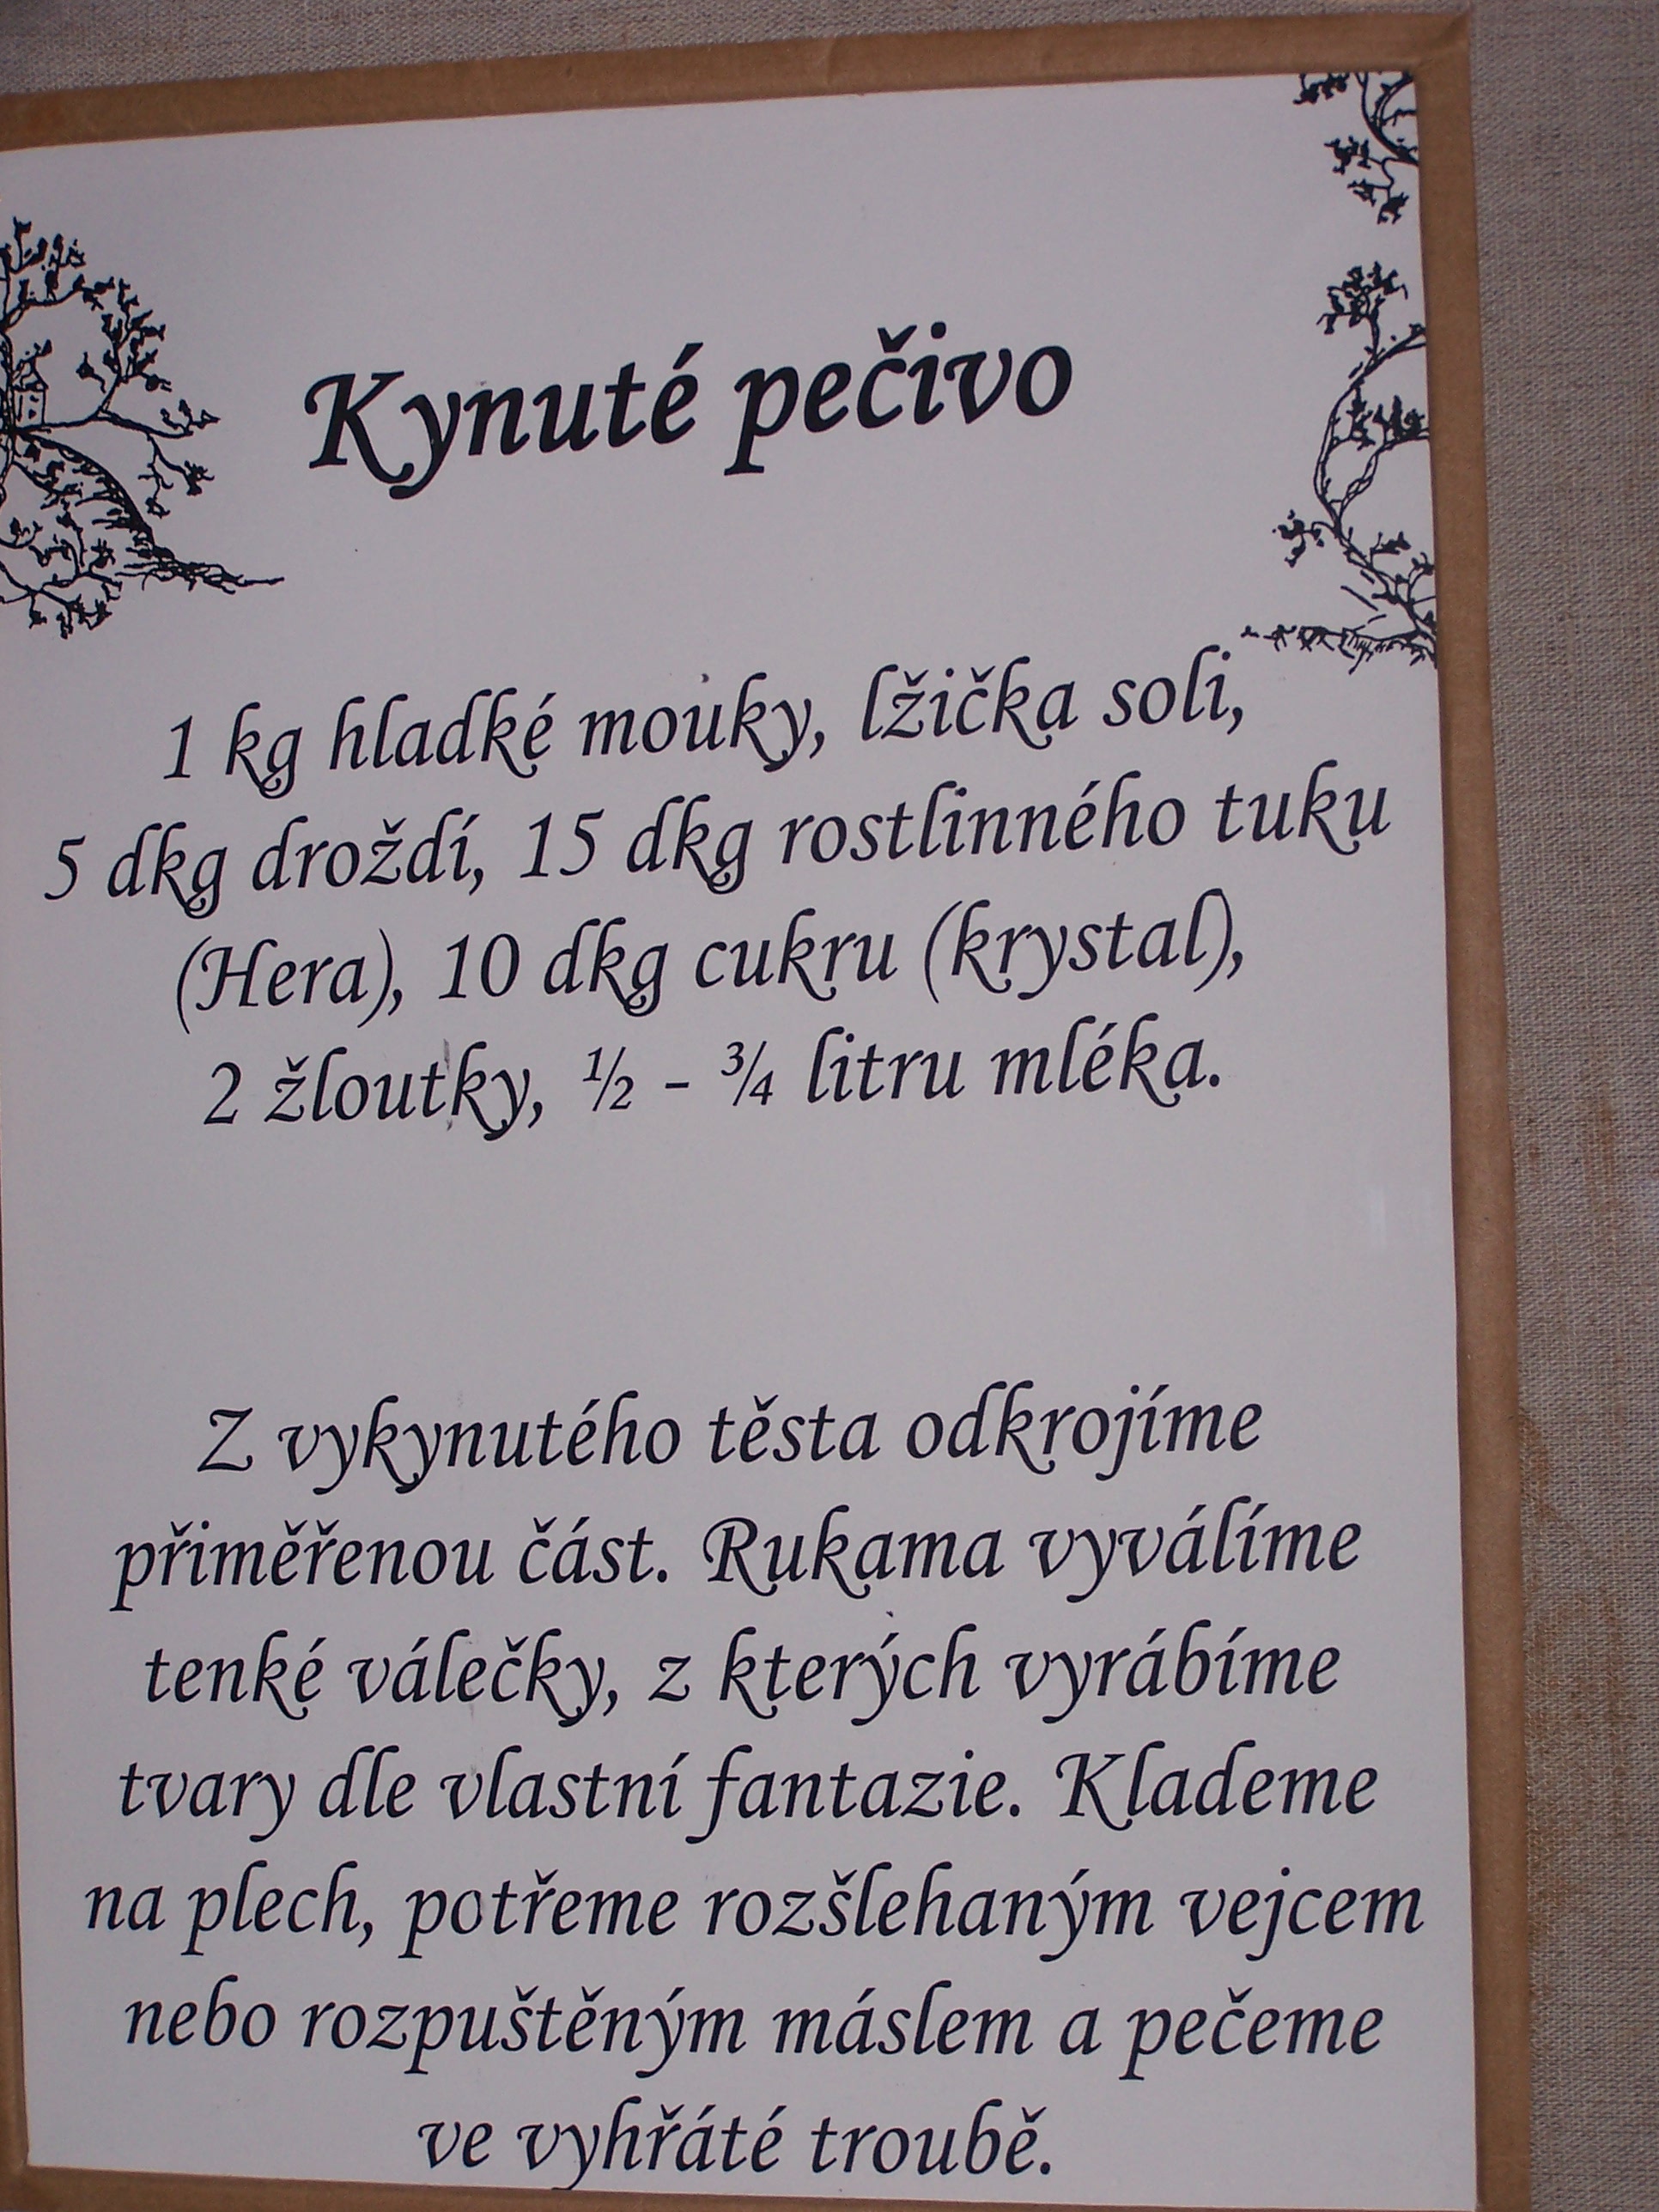 Kynuté pečivo
1 kg hladké mouky, lžička soli,
5 dkg droždí, 15 dkg rostlinného tuku
(Hera), 10 dkg cukru (krystal),
2 žloutky, ½ - ¾ litru mléka.
Z vykynutého těsta odkrojíme
přiměřenou část. Rukama vyválíme
tenké válečky, z kterých vyrábíme
tvary dle vlastní fantazie. Klademe
na plech, potřeme rozšlehaným vejcem
nebo rozpuštěným máslem a pečeme
ve vyhřáté troubě.